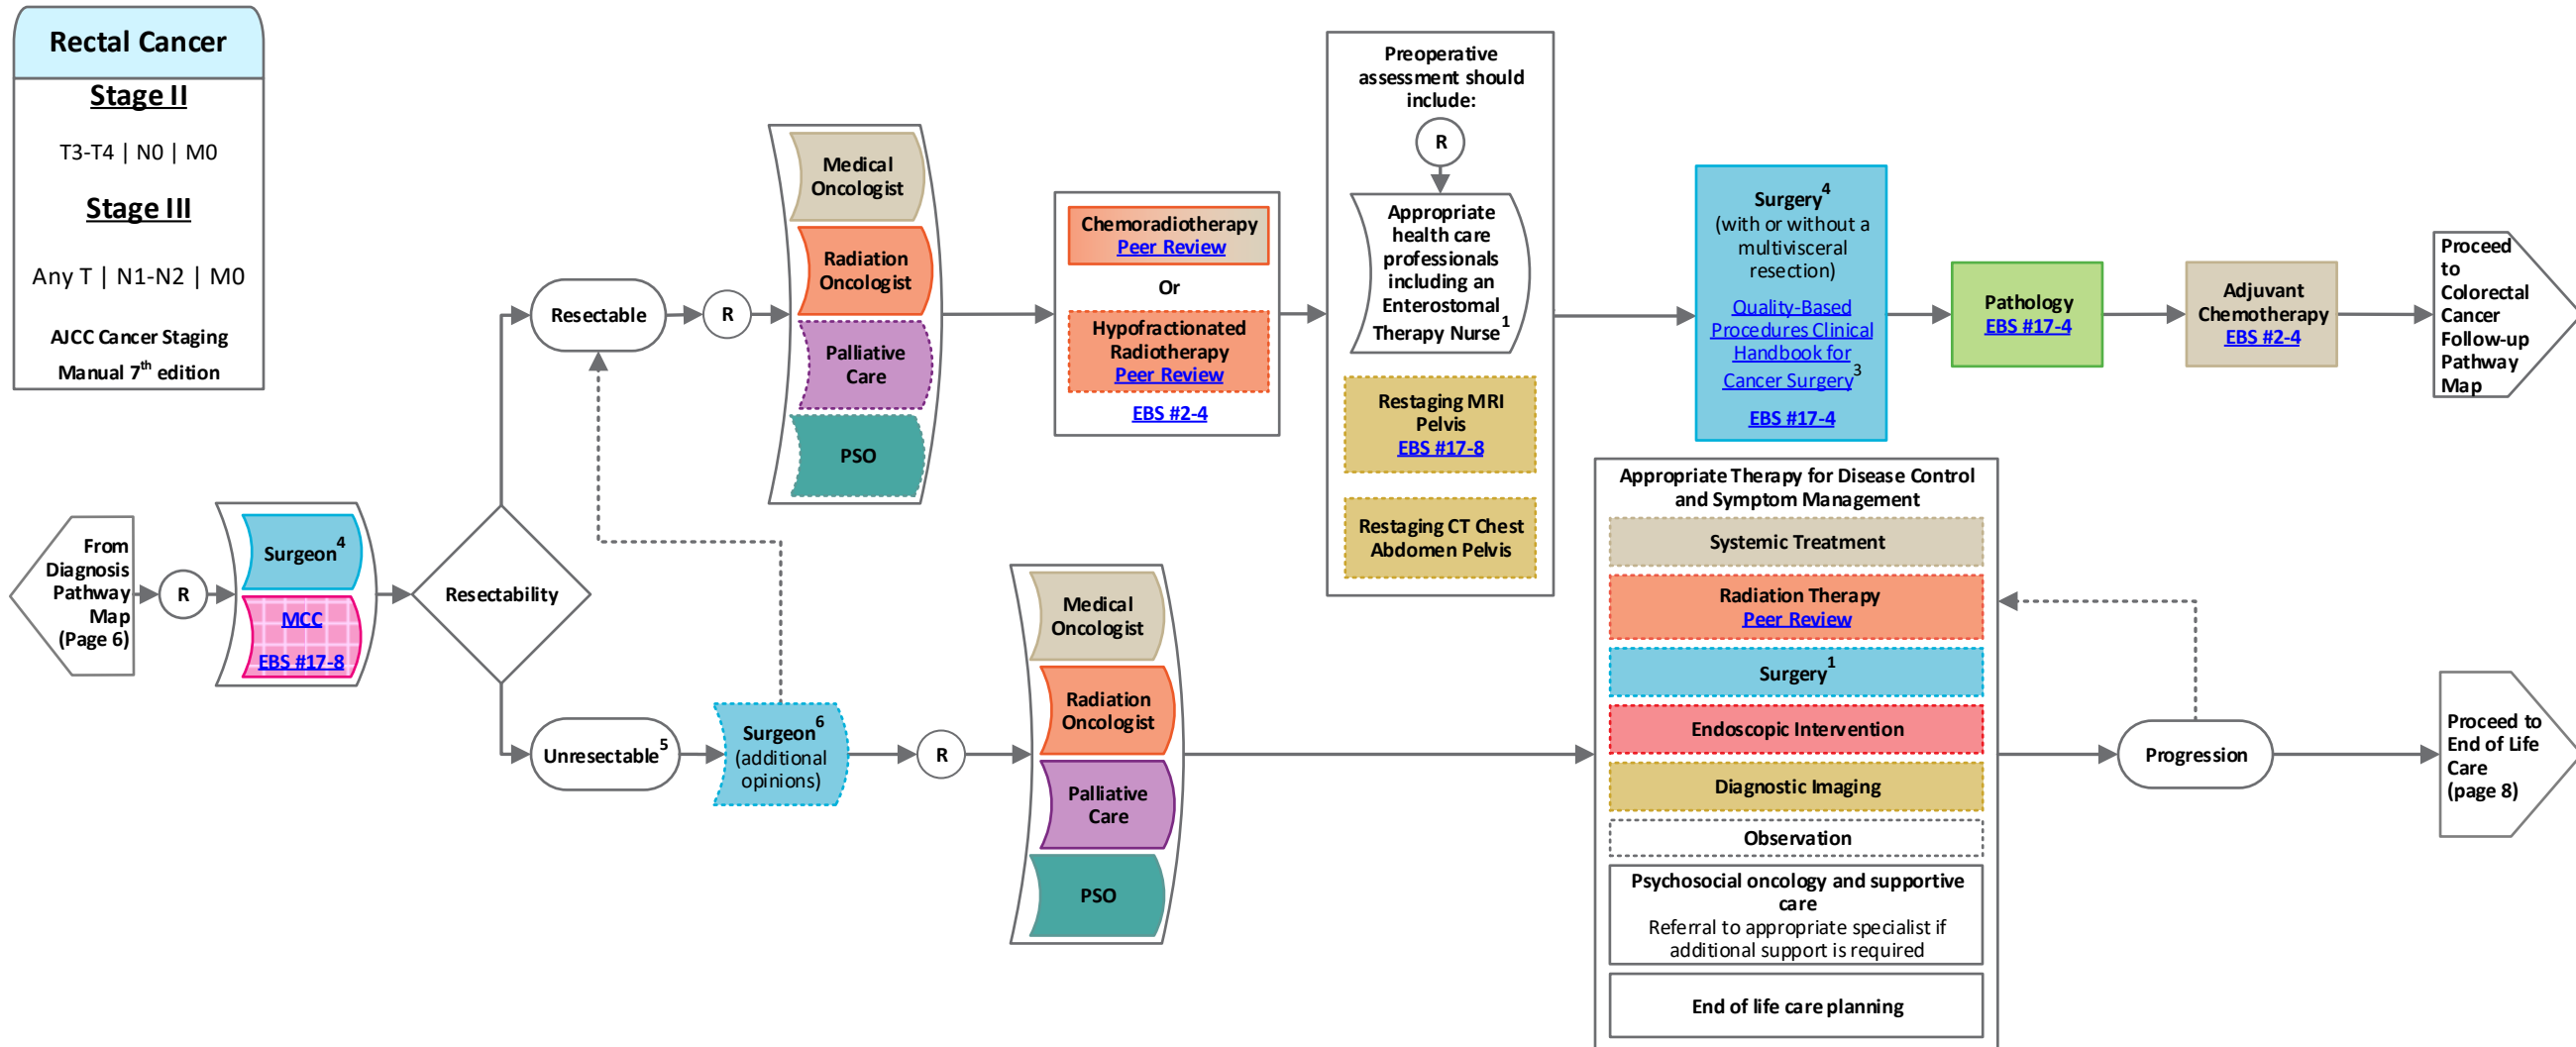 Rectal Cancer
Stage II
T3-T4 | N0 | M0
Stage III
Any T | N1-N2 | M0
AJCC Cancer Staging
Manual 7th edition
From
Diagnosis
Pathway
Map
(Page 6)
R
Surgeon4
MCC
EBS #17-8
Resectability
Resectable
R
Medical
Oncologist
Radiation
Oncologist
Palliative
Care
PSO
Chemoradiotherapy
Peer Review
Or
Hypofractionated
Radiotherapy
Peer Review
EBS #2-4
Preoperative
assessment should
include:
R
Appropriate
health care
professionals
including an
Enterostomal
Therapy Nurse1
Restaging MRI
Pelvis
EBS #17-8
Restaging CT Chest
Abdomen Pelvis
Surgery4
(with or without a
multivisceral
resection)
Quality-Based
Procedures Clinical
Handbook for
Cancer Surgery3
EBS #17-4
Pathology
EBS #17-4
Adjuvant
Chemotherapy
EBS #2-4
Proceed
to
Colorectal
Cancer
Follow-up
Pathway
Map
Unresectable5
Surgeon6
(additional
opinions)
R
Medical
Oncologist
Radiation
Oncologist
Palliative
Care
PSO
Appropriate Therapy for Disease Control
and Symptom Management
Systemic Treatment
Radiation Therapy
Peer Review
Surgery1
Endoscopic Intervention
Diagnostic Imaging
Observation
Psychosocial oncology and supportive
care
Referral to appropriate specialist if
additional support is required
End of life care planning
Progression
Proceed to
End of Life
Care
(page 8)